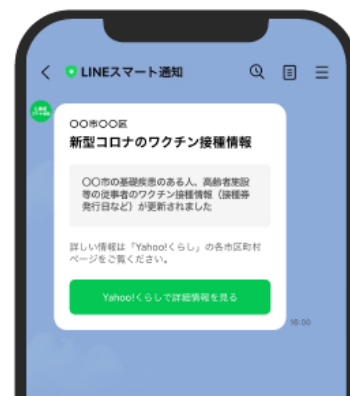 LINEスマート通知
LINE
〇〇市〇〇区
新型コロナのワクチン接種情報
〇〇市の基礎疾患のある人、高齢者施設
等の従事者のワクチン接種情報（接種券
発行日など）が更新されました
詳しい情報は「Yahoo!くらし」の各市区町村
ページをご覧ください。
Yahoo!くらしで詳細情報を見る
16:00